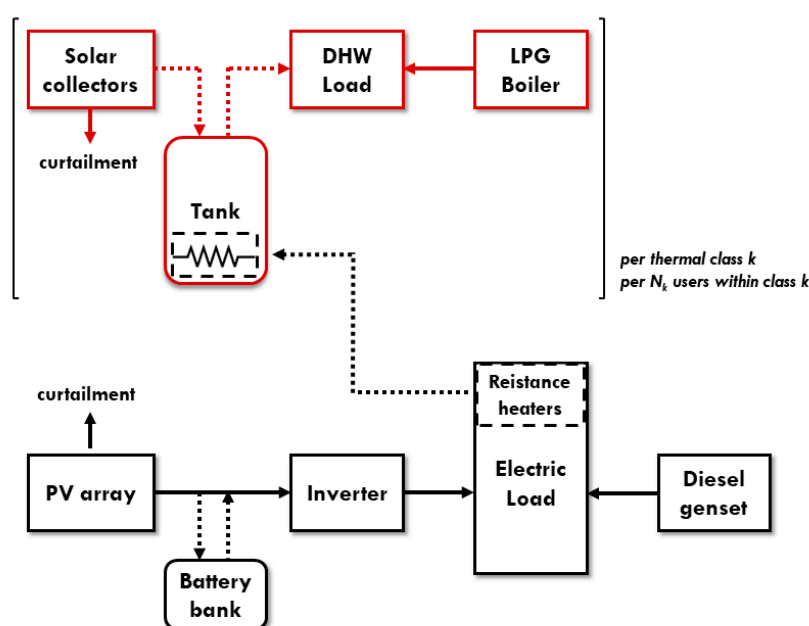 Solar
collectors
DHW
Load
LPG
Boiler
curtailment
Tank
per thermal class k
per Nₖ users within class k
curtailment
Reistance
heaters
PV array
Inverter
Electric
Load
Diesel
genset
Battery
bank